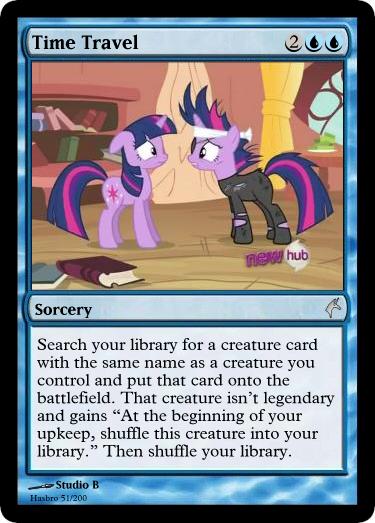 Time Travel 2
new hub
Sorcery
Search your library for a creature card
with the same name as a creature you
control and put that card onto the
battlefield. That creature isn't legendary
and gains “At the beginning of your
upkeep, shuffle this creature into your
library.” Then shuffle your library.
Studio B
Hasbro 51/200